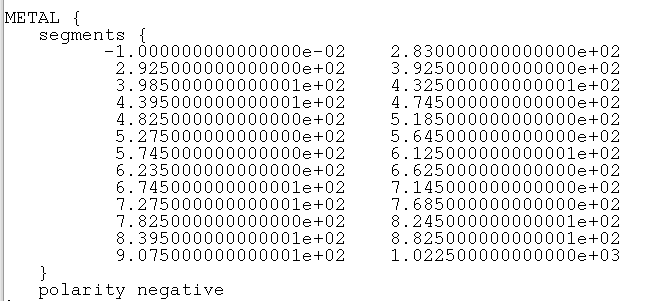 METAL {
segments {
-1.000000000000000e-02 2.830000000000000e+02
2.925000000000000e+02 3.925000000000000e+02
3.985000000000001e+02 4.325000000000001e+02
4.395000000000001e+02 4.745000000000000e+02
4.825000000000000e+02 5.185000000000000e+02
5.275000000000000e+02 5.645000000000000e+02
5.745000000000000e+02 6.125000000000001e+02
6.235000000000000e+02 6.625000000000000e+02
6.745000000000001e+02 7.145000000000000e+02
7.275000000000001e+02 7.685000000000000e+02
7.825000000000000e+02 8.245000000000001e+02
8.395000000000001e+02 8.825000000000001e+02
9.075000000000001e+02 1.022500000000000e+03
}
polarity negative